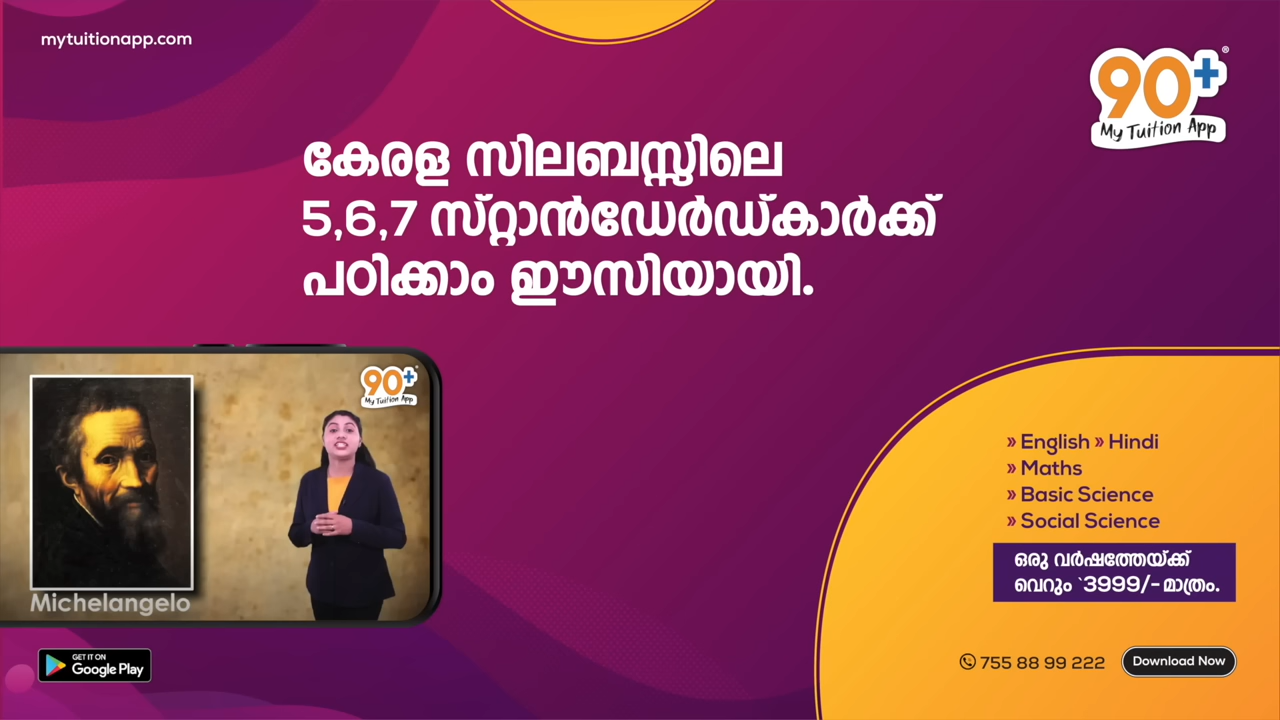 mytuitionapp.com
90+
My Tuition App
കേരള സിലബസ്സിലെ
5,6,7 സ്റ്റാൻഡേർഡ്കാർക്ക്
പഠിക്കാം ഈസിയായി.
90+
My Tuition App
Michelangelo
» English » Hindi
» Maths
» Basic Science
» Social Science
ഒരു വർഷത്തേയ്ക്ക്
വെറും `3999/- മാത്രം.
GET IT ON
Google Play
755 88 99 222
Download Now